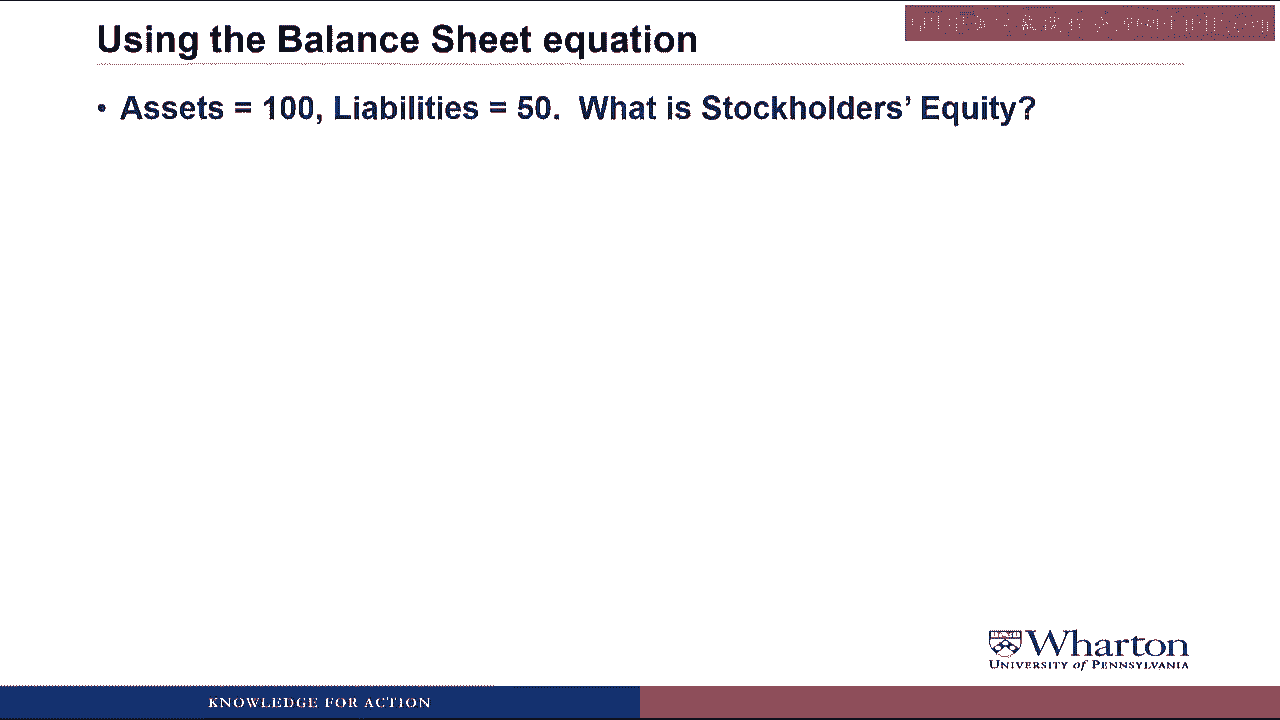 Using the Balance Sheet equation
• Assets = 100, Liabilities = 50. What is Stockholders’ Equity?
Wharton
UNIVERSITY of PENNSYLVANIA
KNOWLEDGE FOR ACTION